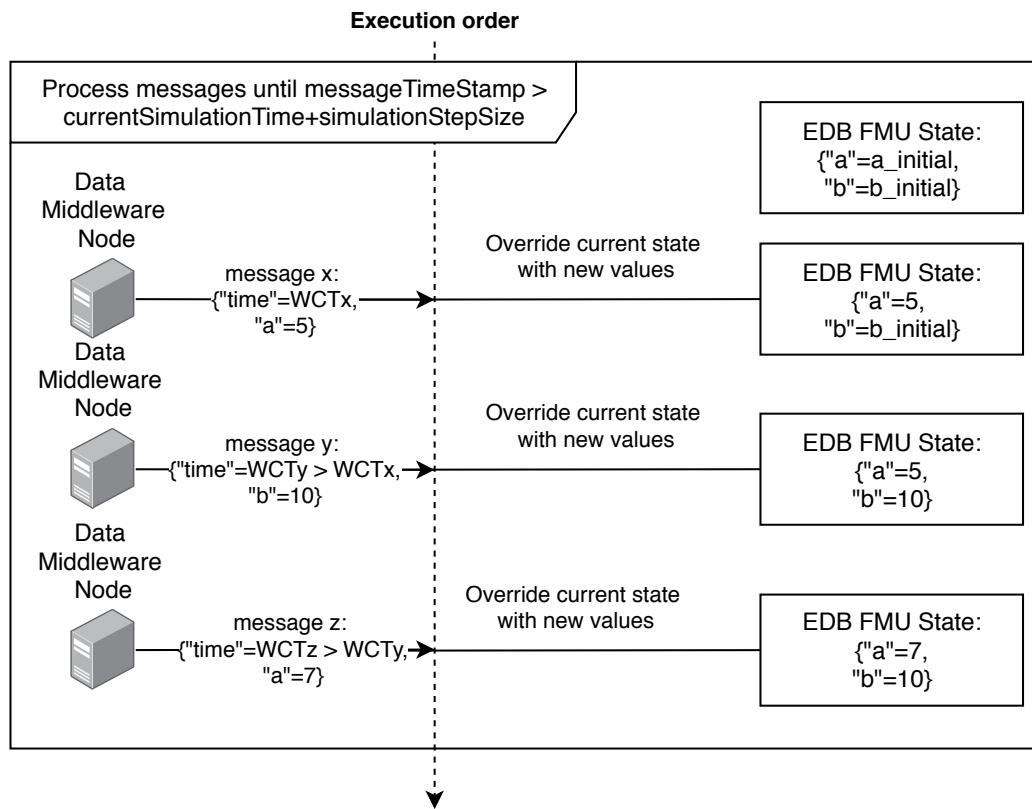 Execution order
Process messages until messageTimeStamp >
currentSimulationTime+simulationStepSize
EDB FMU State:
{"a"=a_initial,
"b"=b_initial}
Data
Middleware
Node
message x:
{"time"=WCTx,
"a"=5}
Override current state
with new values
EDB FMU State:
{"a"=5,
"b"=b_initial}
Data
Middleware
Node
message y:
{"time"=WCTy > WCTx,
"b"=10}
Override current state
with new values
EDB FMU State:
{"a"=5,
"b"=10}
Data
Middleware
Node
message z:
{"time"=WCTz > WCTy,
"a"=7}
Override current state
with new values
EDB FMU State:
{"a"=7,
"b"=10}